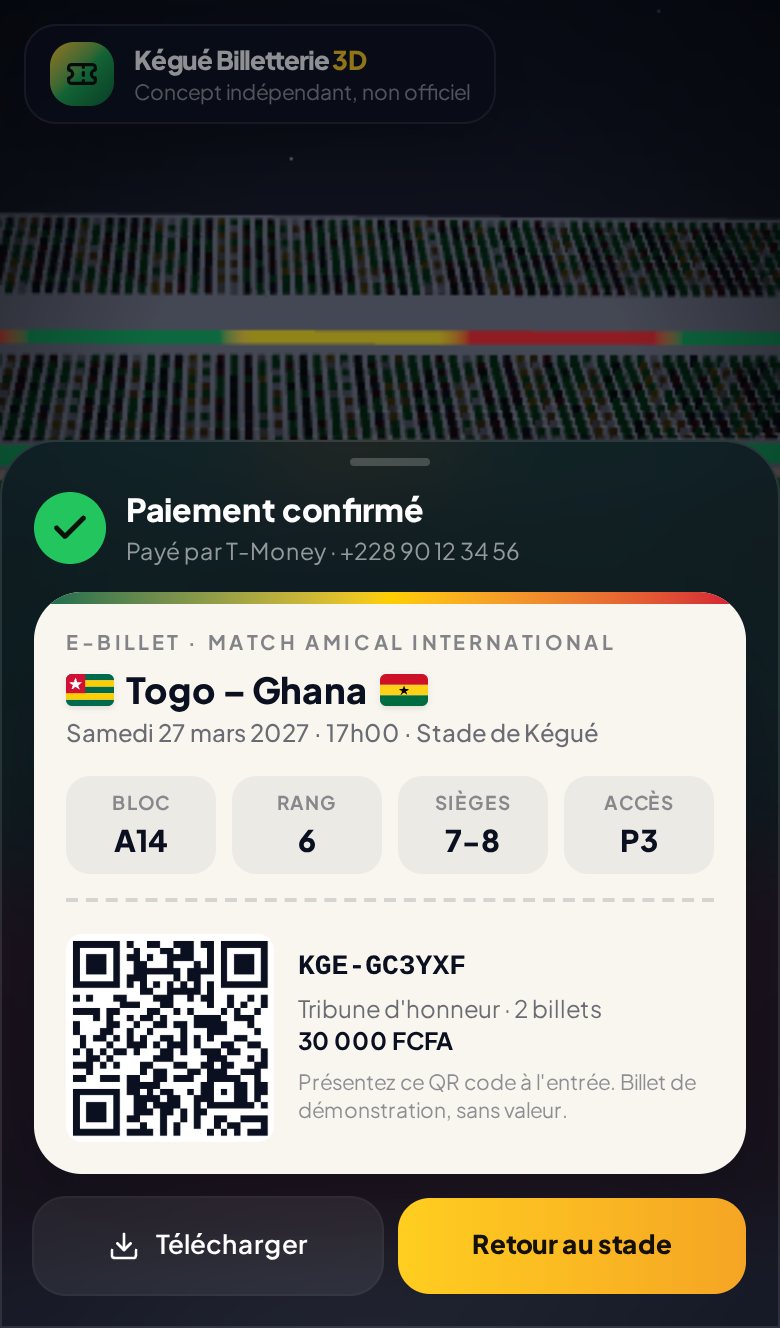 Kégué Billetterie 3D
Concept indépendant, non officiel
Paiement confirmé
Payé par T-Money · +228 90 12 34 56
E-BILLET · MATCH AMICAL INTERNATIONAL
Togo – Ghana
Samedi 27 mars 2027 · 17h00 · Stade de Kégué
BLOC RANG SIÈGES ACCÈS
A14 6 7–8 P3
KGE-GC3YXF
Tribune d'honneur · 2 billets
30 000 FCFA
Présentez ce QR code à l'entrée. Billet de
démonstration, sans valeur.
Télécharger Retour au stade